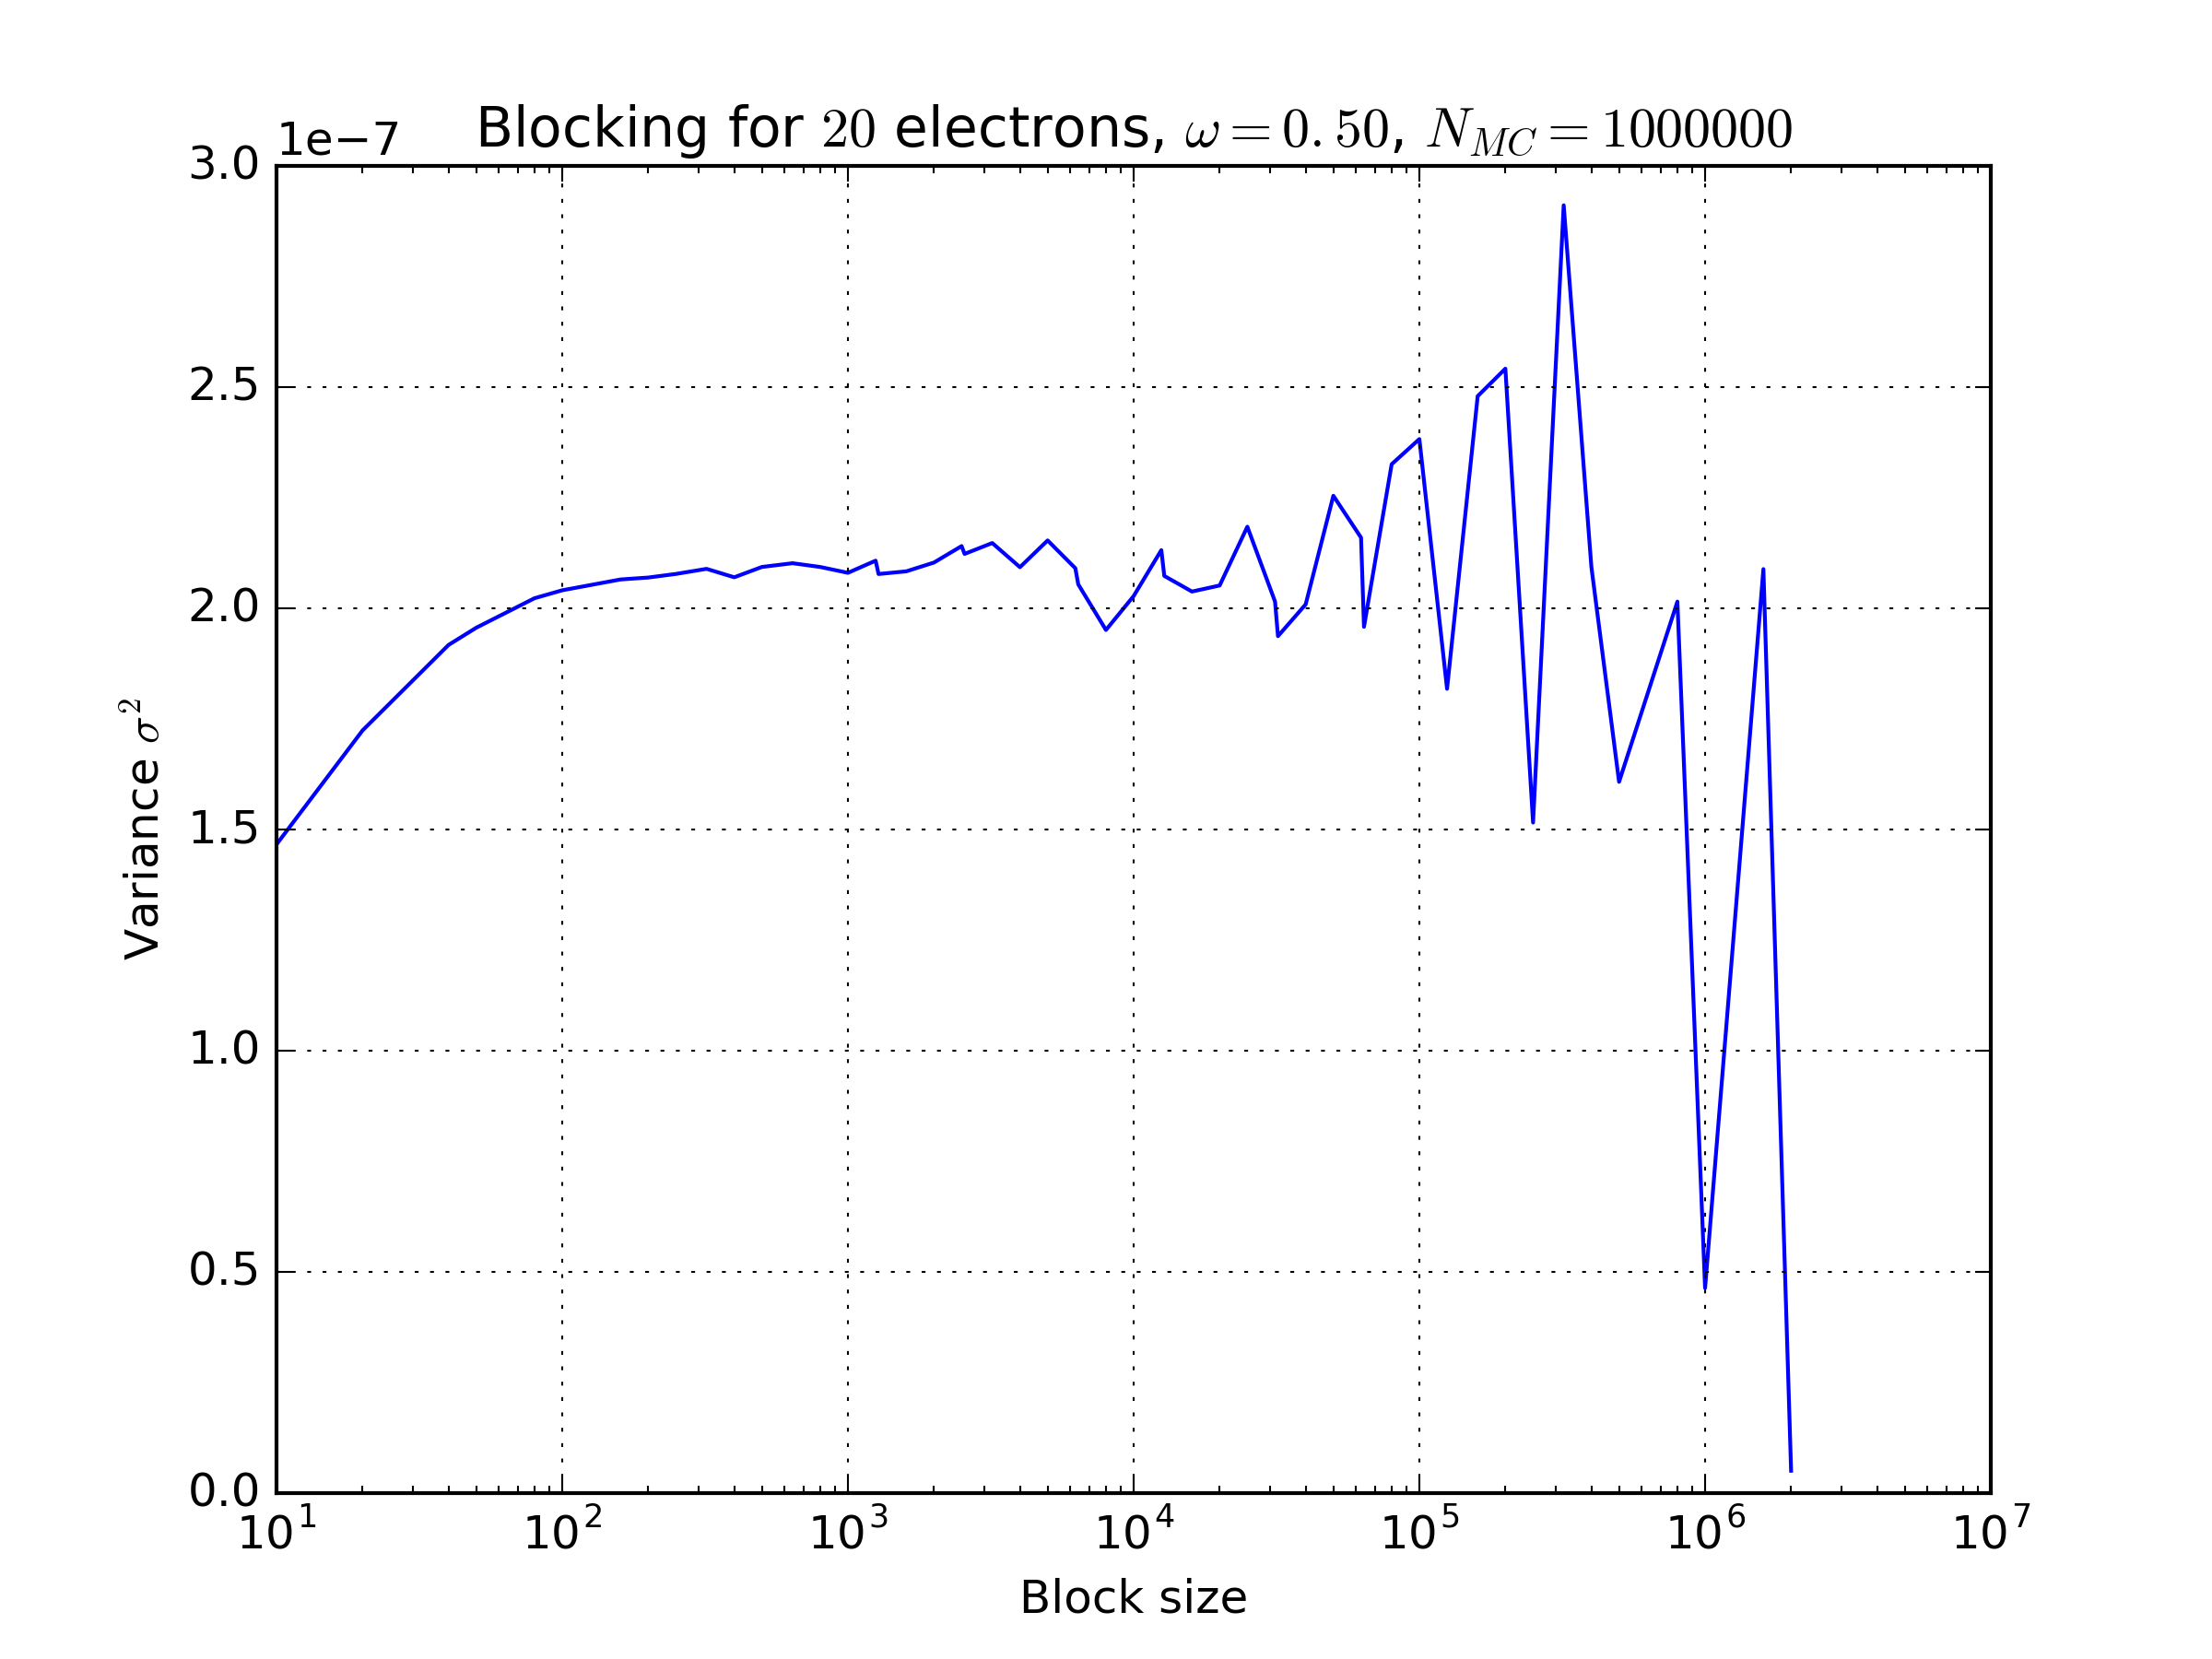 1e−7
Blocking for 20 electrons, ω = 0.50, N_MC = 1000000
3.0
2.5
2.0
1.5
1.0
0.5
0.0
Variance σ²
10¹ 10² 10³ 10⁴ 10⁵ 10⁶ 10⁷
Block size